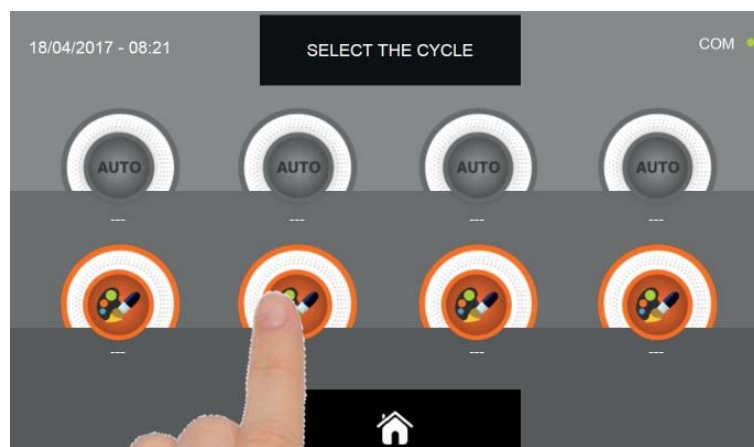 18/04/2017 - 08:21
SELECT THE CYCLE
COM
AUTO AUTO AUTO AUTO
--- --- --- ---
--- --- --- ---